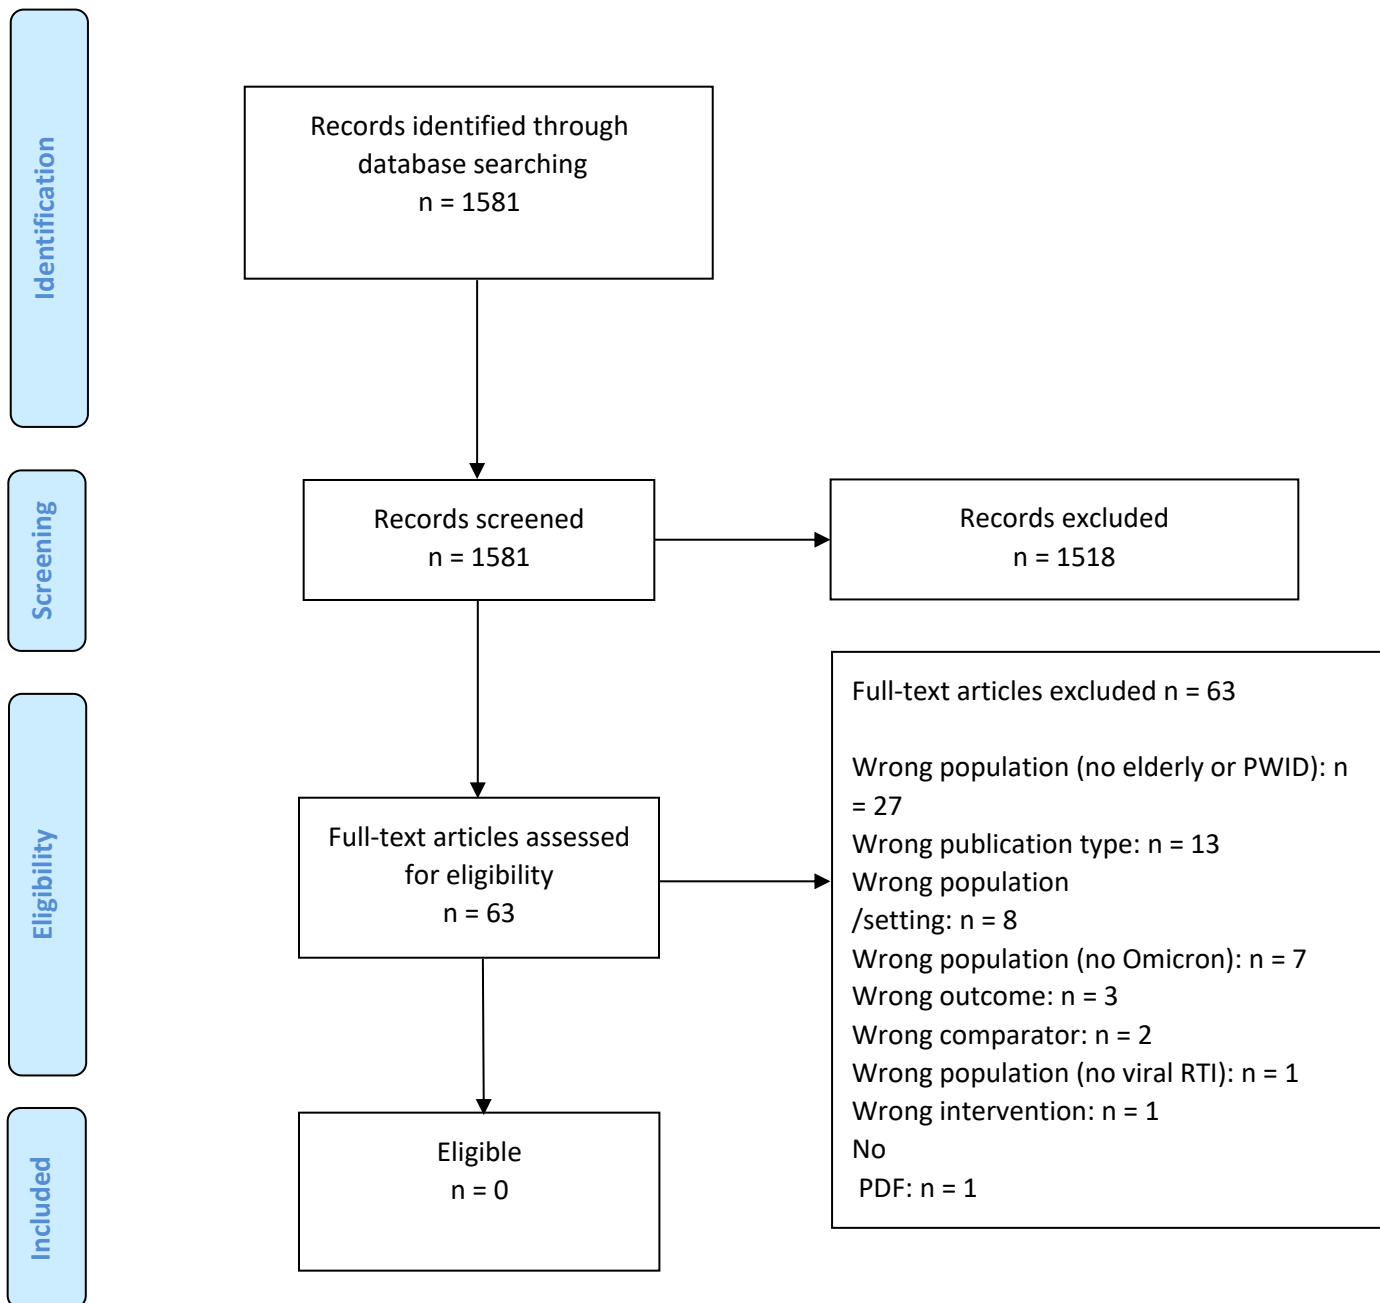 Identification
Records identified through
database searching
n = 1581
Screening
Records screened
n = 1581
Records excluded
n = 1518
Eligibility
Full-text articles assessed
for eligibility
n = 63
Full-text articles excluded n = 63
Wrong population (no elderly or PWID): n
= 27
Wrong publication type: n = 13
Wrong population
/setting: n = 8
Wrong population (no Omicron): n = 7
Wrong outcome: n = 3
Wrong comparator: n = 2
Wrong population (no viral RTI): n = 1
Wrong intervention: n = 1
No
PDF: n = 1
Included
Eligible
n = 0